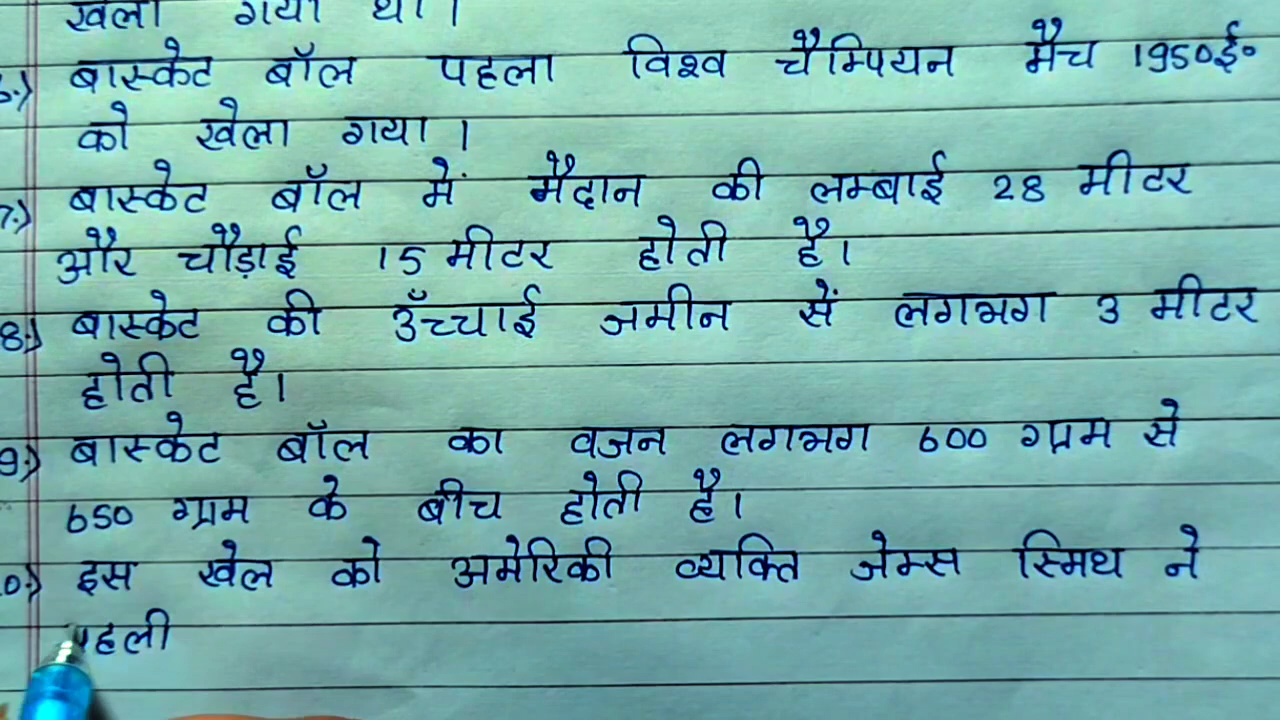 खेला गया था।
6.) बास्केट बॉल पहला विश्व चैम्पियन मैच 1950ई०
को खेला गया।
7.) बास्केट बॉल में मैदान की लम्बाई 28 मीटर
और चौड़ाई 15 मीटर होती है।
8.) बास्केट की उँच्चाई जमीन सें लगभग 3 मीटर
होती है।
9.) बास्केट बॉल का वजन लगभग 600 ग्राम से
650 ग्राम के बीच होती है।
10.) इस खेल को अमेरिकी व्यक्ति जेम्स स्मिथ ने
पहली